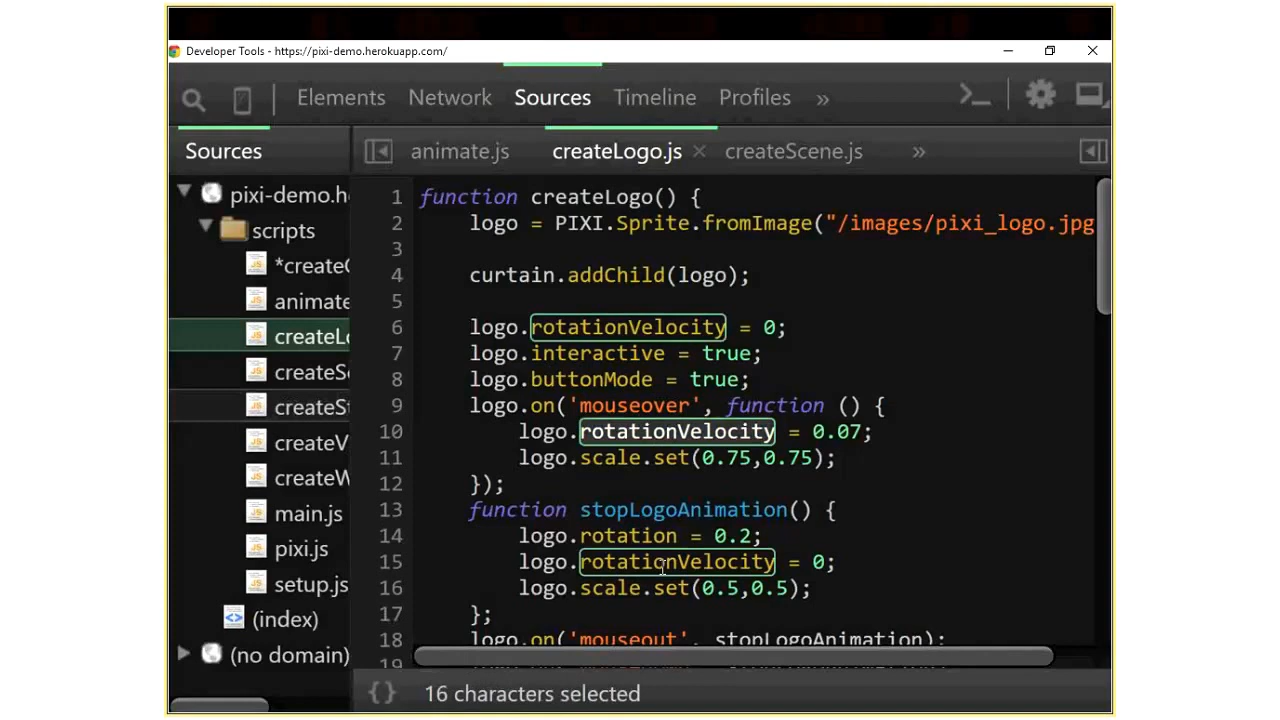 Developer Tools - https://pixi-demo.herokuapp.com/
Elements Network Sources Timeline Profiles »
Sources
animate.js createLogo.js × createScene.js »
pixi-demo.he
scripts
*create
animate
createLo
createS
createSt
createV
createW
main.js
pixi.js
setup.js
(index)
(no domain)
1 function createLogo() {
2 logo = PIXI.Sprite.fromImage("/images/pixi_logo.jpg
3
4 curtain.addChild(logo);
5
6 logo.rotationVelocity = 0;
7 logo.interactive = true;
8 logo.buttonMode = true;
9 logo.on('mouseover', function () {
10 logo.rotationVelocity = 0.07;
11 logo.scale.set(0.75,0.75);
12 });
13 function stopLogoAnimation() {
14 logo.rotation = 0.2;
15 logo.rotationVelocity = 0;
16 logo.scale.set(0.5,0.5);
17 };
18 logo.on('mouseout', stopLogoAnimation);
19
{} 16 characters selected